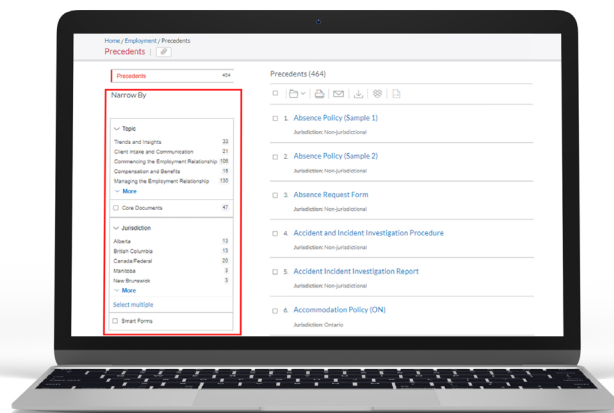 Home / Employment / Precedents
Precedents
Precedents 464
Precedents (464)
Narrow By
Topic
Trends and Insights 33
Client Intake and Communication 21
Commencing the Employment Relationship 108
Compensation and Benefits 15
Managing the Employment Relationship 135
More
Core Documents 47
Jurisdiction
Alberta 13
British Columbia 13
Canada/Federal 20
Manitoba 3
New Brunswick 3
More
Select multiple
Smart Forms
1. Absence Policy (Sample 1)
Jurisdiction: Non-jurisdictional
2. Absence Policy (Sample 2)
Jurisdiction: Non-jurisdictional
3. Absence Request Form
Jurisdiction: Non-jurisdictional
4. Accident and Incident Investigation Procedure
Jurisdiction: Non-jurisdictional
5. Accident Incident Investigation Report
Jurisdiction: Non-jurisdictional
6. Accommodation Policy (ON)
Jurisdiction: Ontario